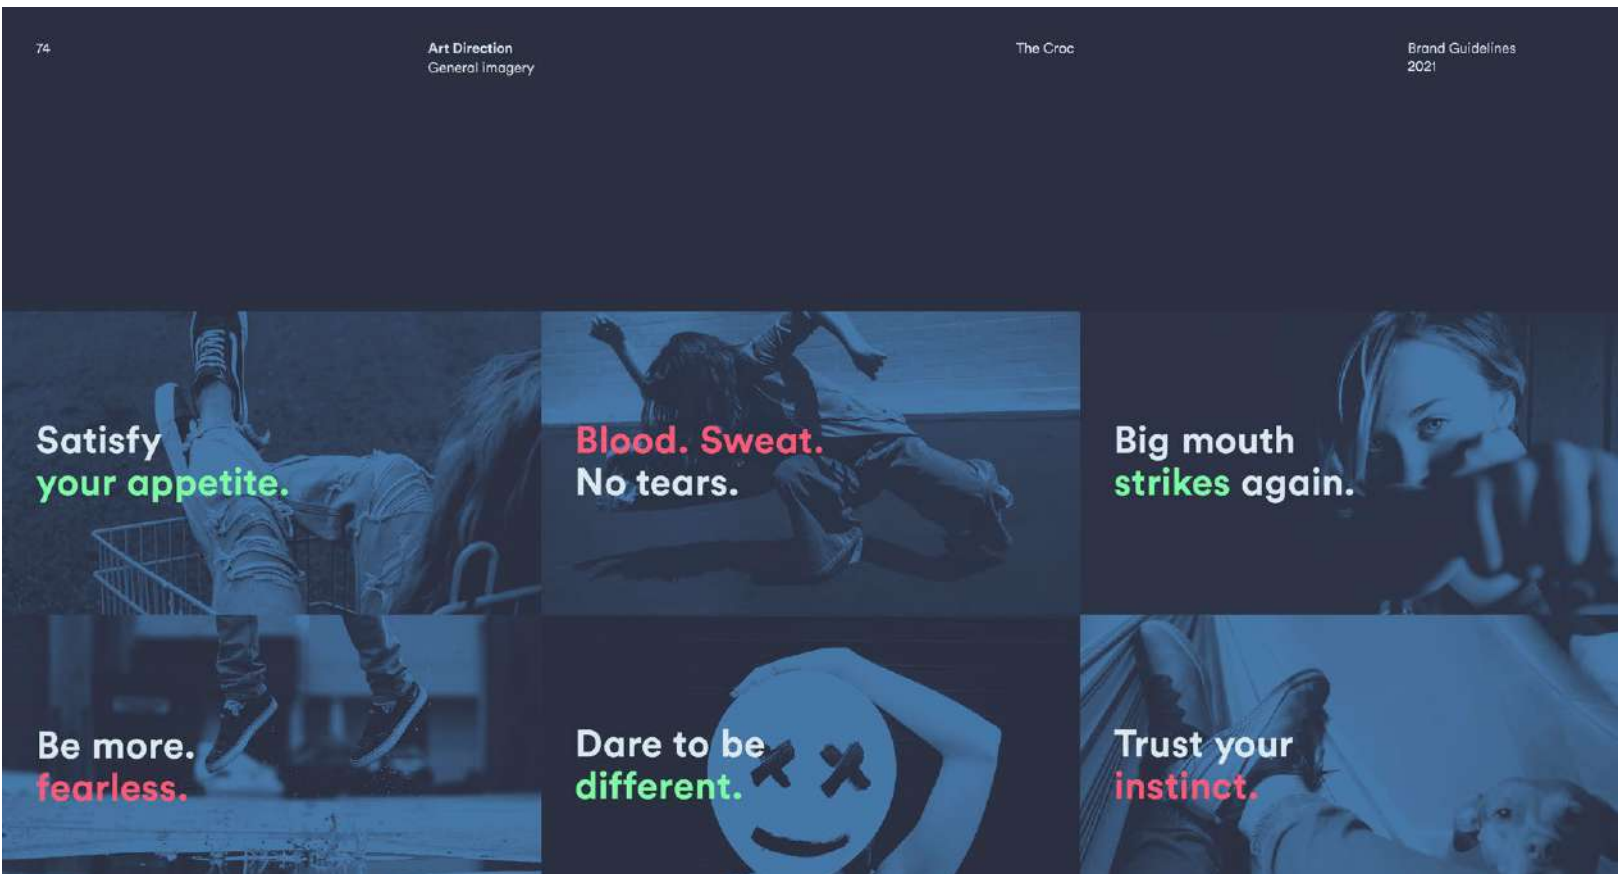 74
Art Direction
General imagery
The Croc
Brand Guidelines
2021
Satisfy
your appetite.
Blood. Sweat.
No tears.
Big mouth
strikes again.
Be more.
fearless.
Dare to be
different.
Trust your
instinct.